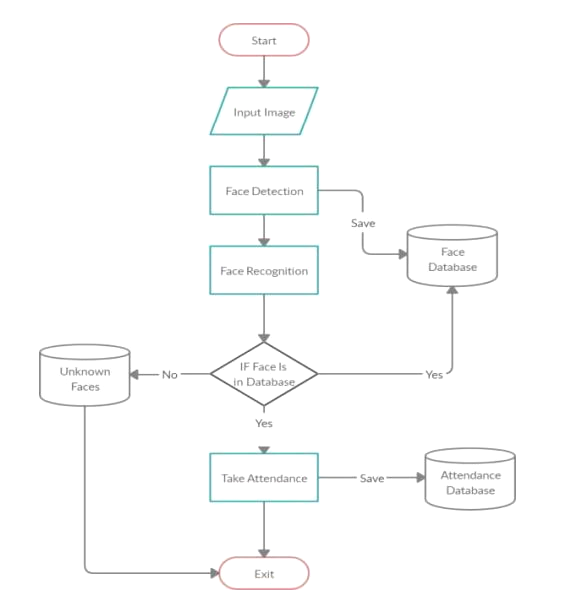 Start
Input Image
Face Detection
Save
Face
Database
Face Recognition
IF Face Is
in Database
No
Unknown
Faces
Yes
Yes
Take Attendance
Save
Attendance
Database
Exit